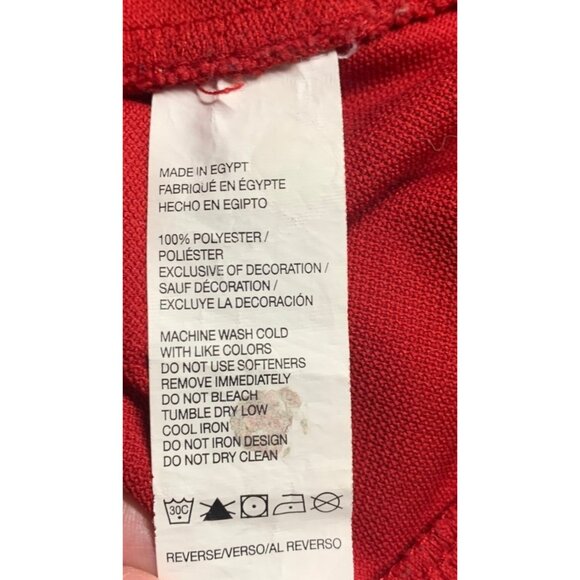 MADE IN EGYPT
FABRIQUÉ EN ÉGYPTE
HECHO EN EGIPTO
100% POLYESTER /
POLIÉSTER
EXCLUSIVE OF DECORATION /
SAUF DÉCORATION /
EXCLUYE LA DECORACIÓN
MACHINE WASH COLD
WITH LIKE COLORS
DO NOT USE SOFTENERS
REMOVE IMMEDIATELY
DO NOT BLEACH
TUMBLE DRY LOW
COOL IRON
DO NOT IRON DESIGN
DO NOT DRY CLEAN
30C
REVERSE/VERSO/AL REVERSO